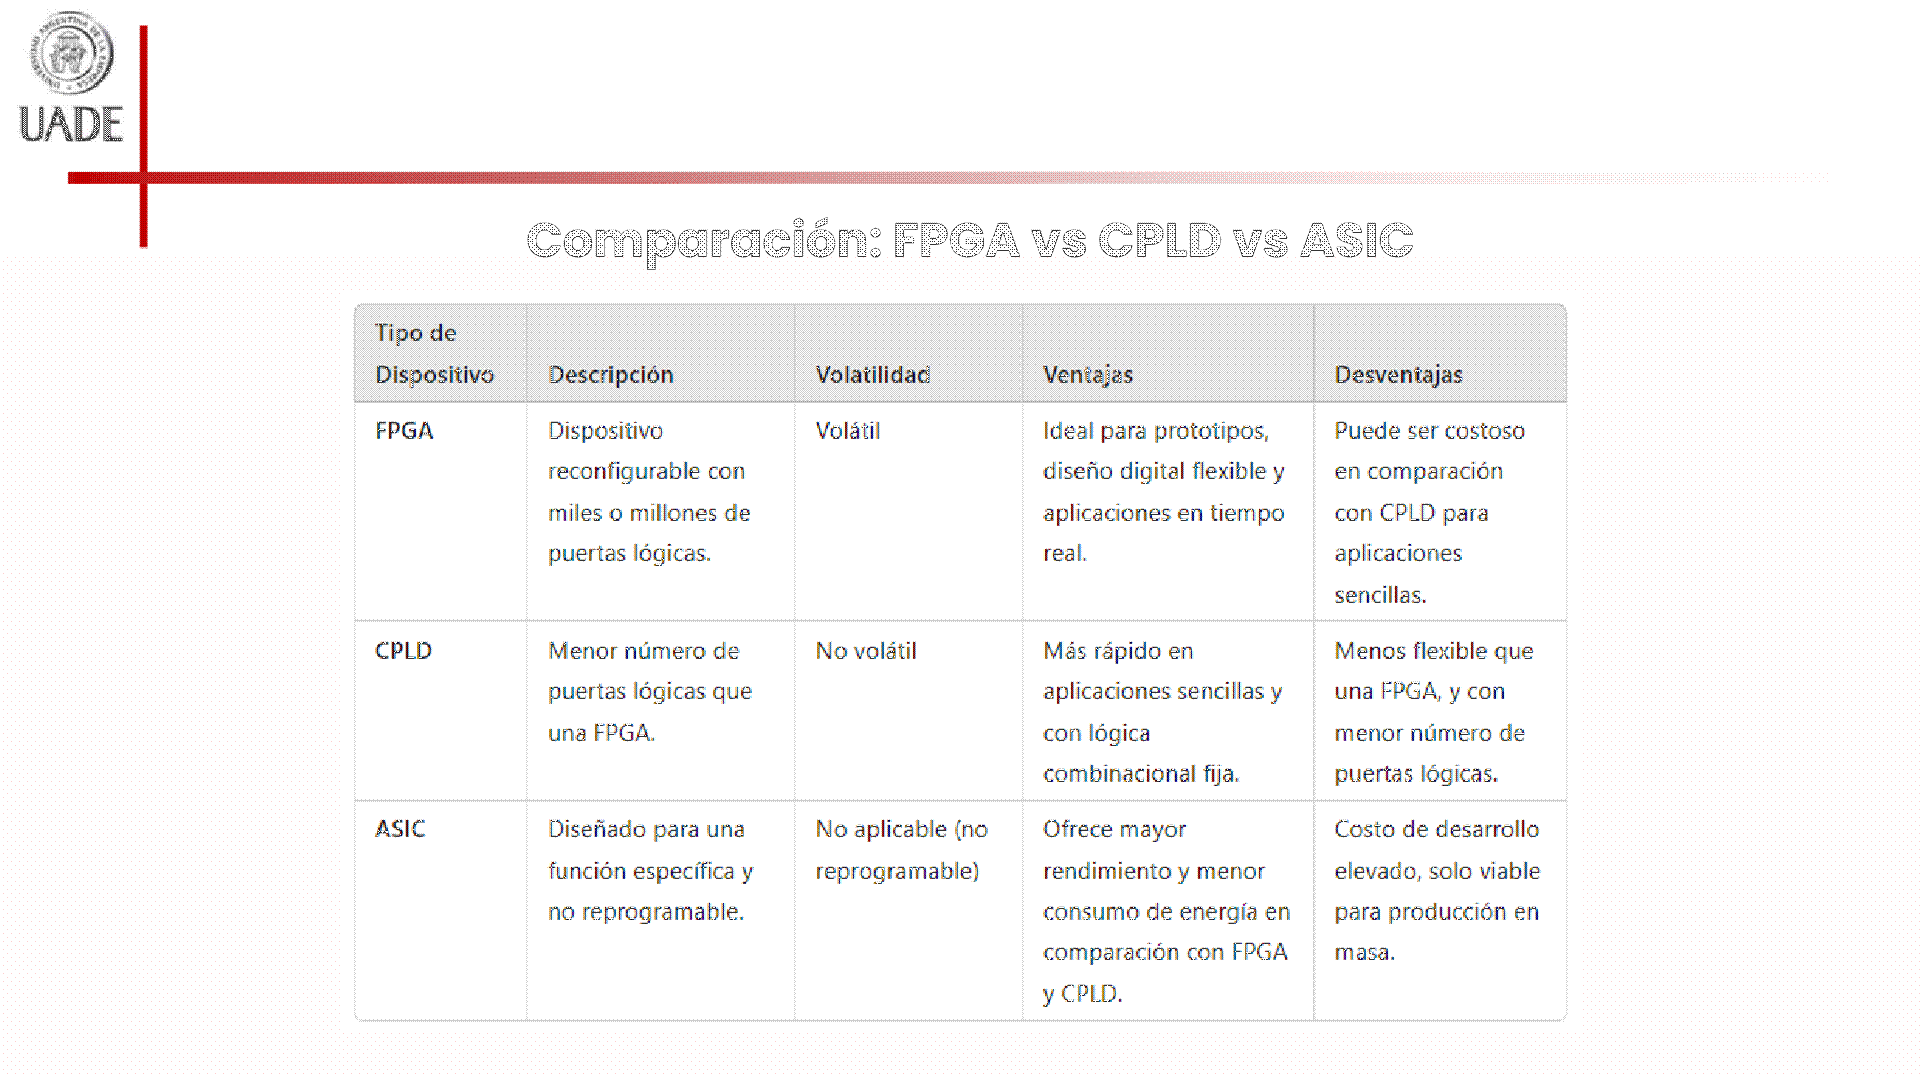 UNIVERSIDAD ARGENTINA DE LA EMPRESA
UADE
Comparación: FPGA vs CPLD vs ASIC
Tipo de
Dispositivo Descripción Volatilidad Ventajas Desventajas
FPGA Dispositivo Volátil Ideal para prototipos, Puede ser costoso
reconfigurable con diseño digital flexible y en comparación
miles o millones de aplicaciones en tiempo con CPLD para
puertas lógicas. real. aplicaciones
sencillas.
CPLD Menor número de No volátil Más rápido en Menos flexible que
puertas lógicas que aplicaciones sencillas y una FPGA, y con
una FPGA. con lógica menor número de
combinacional fija. puertas lógicas.
ASIC Diseñado para una No aplicable (no Ofrece mayor Costo de desarrollo
función específica y reprogramable) rendimiento y menor elevado, solo viable
no reprogramable. consumo de energía en para producción en
comparación con FPGA masa.
y CPLD.